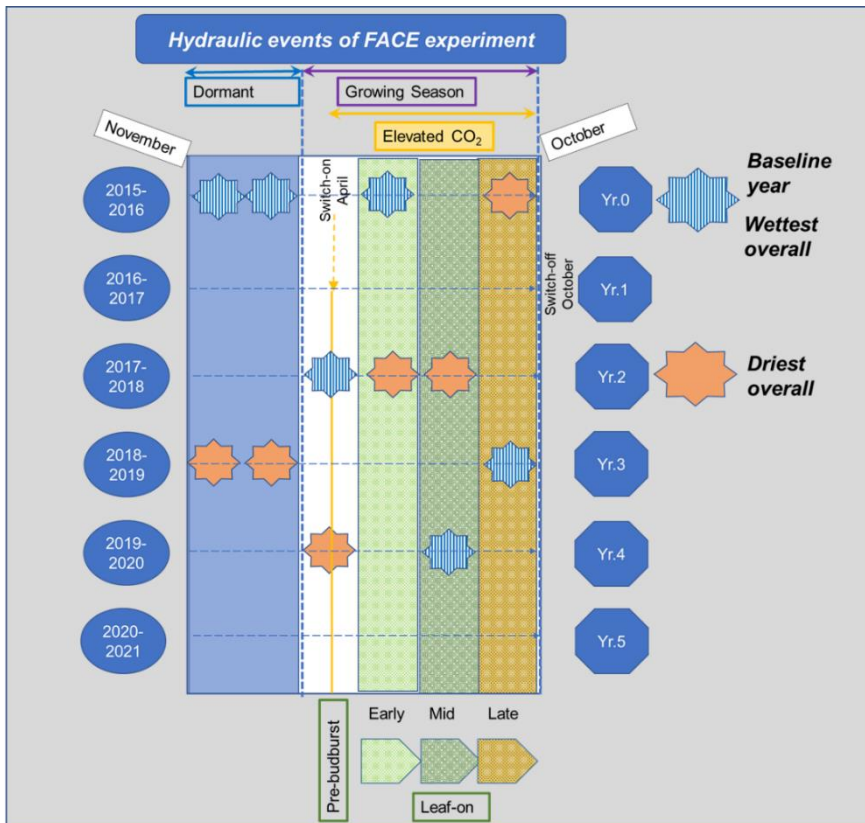 Hydraulic events of FACE experiment
Dormant
Growing Season
November
Elevated CO₂
October
2015-
2016
Switch-on
April
Yr.0
Baseline
year
Wettest
overall
2016-
2017
Switch-off
October
Yr.1
2017-
2018
Yr.2
Driest
overall
2018-
2019
Yr.3
2019-
2020
Yr.4
2020-
2021
Yr.5
Pre-budburst
Early
Mid
Late
Leaf-on